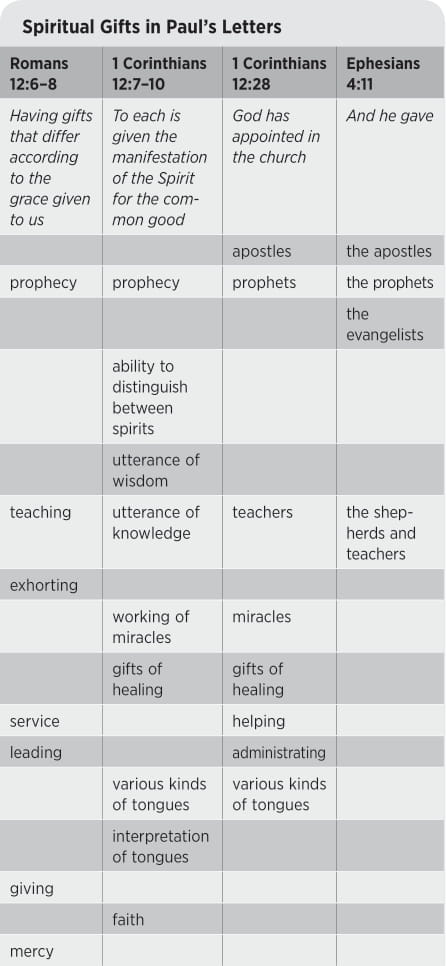 Spiritual Gifts in Paul's Letters
Romans
12:6–8
1 Corinthians
12:7–10
1 Corinthians
12:28
Ephesians
4:11
Having gifts
that differ
according
to the
grace given
to us
To each is
given the
manifestation
of the Spirit
for the com-
mon good
God has
appointed in
the church
And he gave
apostles
the apostles
prophecy
prophecy
prophets
the prophets
the
evangelists
ability to
distinguish
between
spirits
utterance of
wisdom
teaching
utterance of
knowledge
teachers
the shep-
herds and
teachers
exhorting
working of
miracles
miracles
gifts of
healing
gifts of
healing
service
helping
leading
administrating
various kinds
of tongues
various kinds
of tongues
interpretation
of tongues
giving
faith
mercy